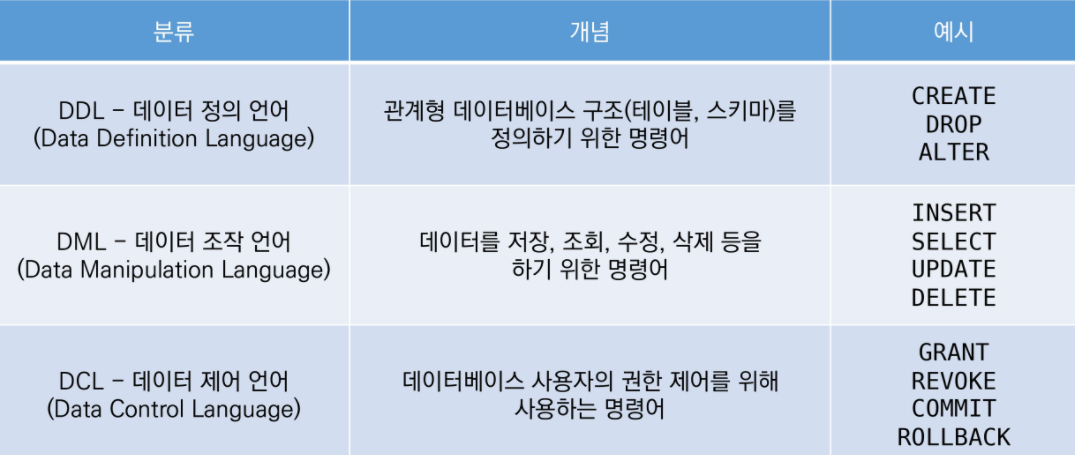 분류
개념
예시
DDL - 데이터 정의 언어
(Data Definition Language)
관계형 데이터베이스 구조(테이블, 스키마)를
정의하기 위한 명령어
CREATE
DROP
ALTER
DML - 데이터 조작 언어
(Data Manipulation Language)
데이터를 저장, 조회, 수정, 삭제 등을
하기 위한 명령어
INSERT
SELECT
UPDATE
DELETE
DCL - 데이터 제어 언어
(Data Control Language)
데이터베이스 사용자의 권한 제어를 위해
사용하는 명령어
GRANT
REVOKE
COMMIT
ROLLBACK